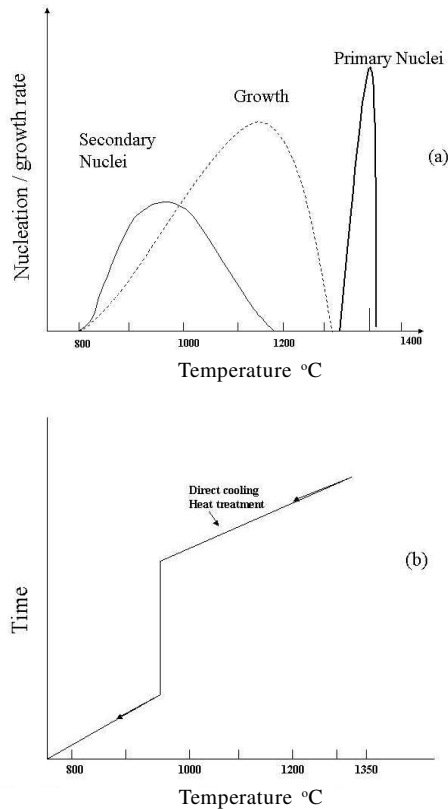 Primary Nuclei
Growth
Secondary
Nuclei
(a)
Nucleation / growth rate
800 1000 1200 1400
Temperature °C
Direct cooling
Heat treatment
(b)
Time
800 1000 1200 1350
Temperature °C